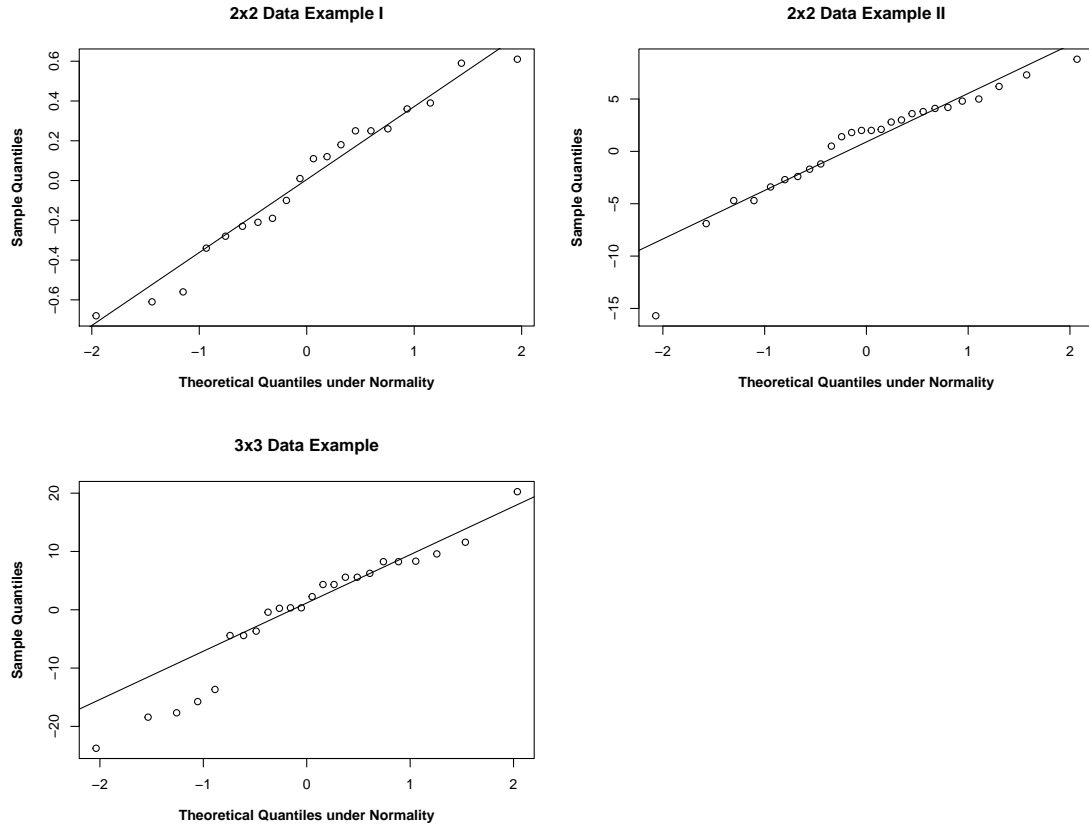 2x2 Data Example I
0.6
0.4
0.2
0.0
−0.2
−0.4
−0.6
Sample Quantiles
−2 −1 0 1 2
Theoretical Quantiles under Normality
2x2 Data Example II
5
0
−5
−10
−15
Sample Quantiles
−2 −1 0 1 2
Theoretical Quantiles under Normality
3x3 Data Example
20
10
0
−10
−20
Sample Quantiles
−2 −1 0 1 2
Theoretical Quantiles under Normality